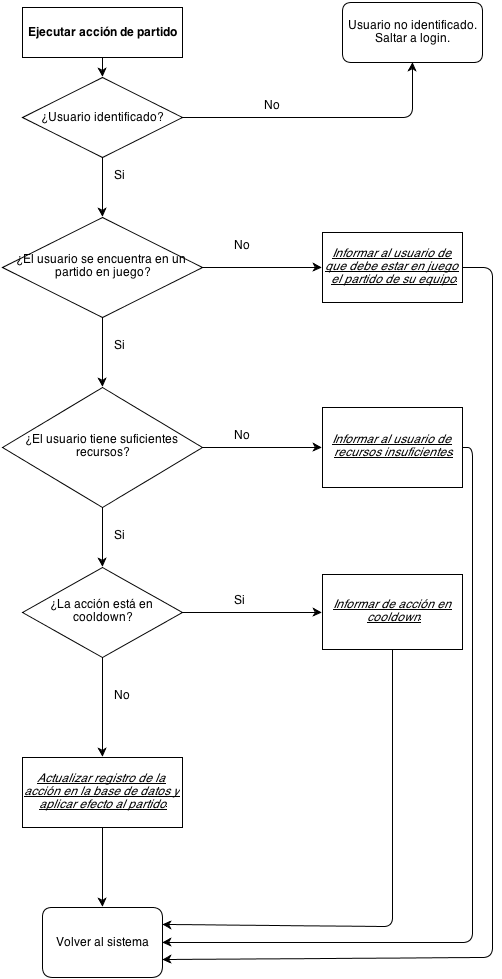 Ejecutar acción de partido
Usuario no identificado.
Saltar a login.
¿Usuario identificado?
No
Si
¿El usuario se encuentra en un
partido en juego?
No
Informar al usuario de
que debe estar en juego
el partido de su equipo
Si
¿El usuario tiene suficientes
recursos?
No
Informar al usuario de
recursos insuficientes
Si
¿La acción está en
cooldown?
Si
Informar de acción en
cooldown
No
Actualizar registro de la
acción en la base de datos y
aplicar efecto al partido
Volver al sistema